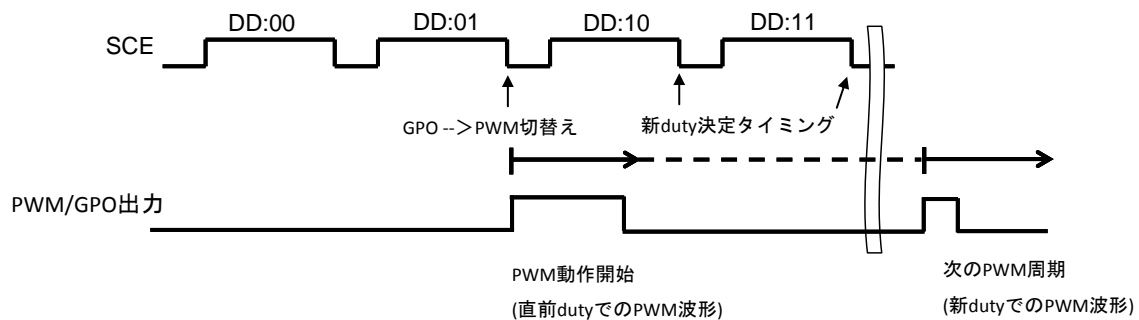 DD:00
DD:01
DD:10
DD:11
SCE
GPO -->PWM切替え
新duty決定タイミング
PWM/GPO出力
PWM動作開始
(直前dutyでのPWM波形)
次のPWM周期
(新dutyでのPWM波形)